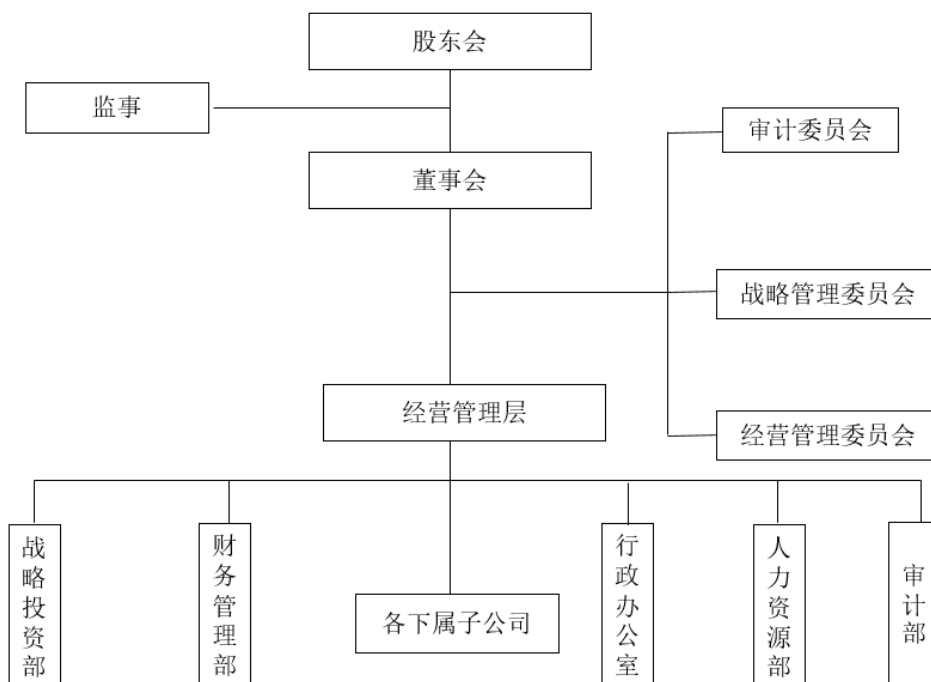 股东会
监事
审计委员会
董事会
战略管理委员会
经营管理层
经营管理委员会
战略投资部
财务管理部
各下属子公司
行政办公室
人力资源部
审计部